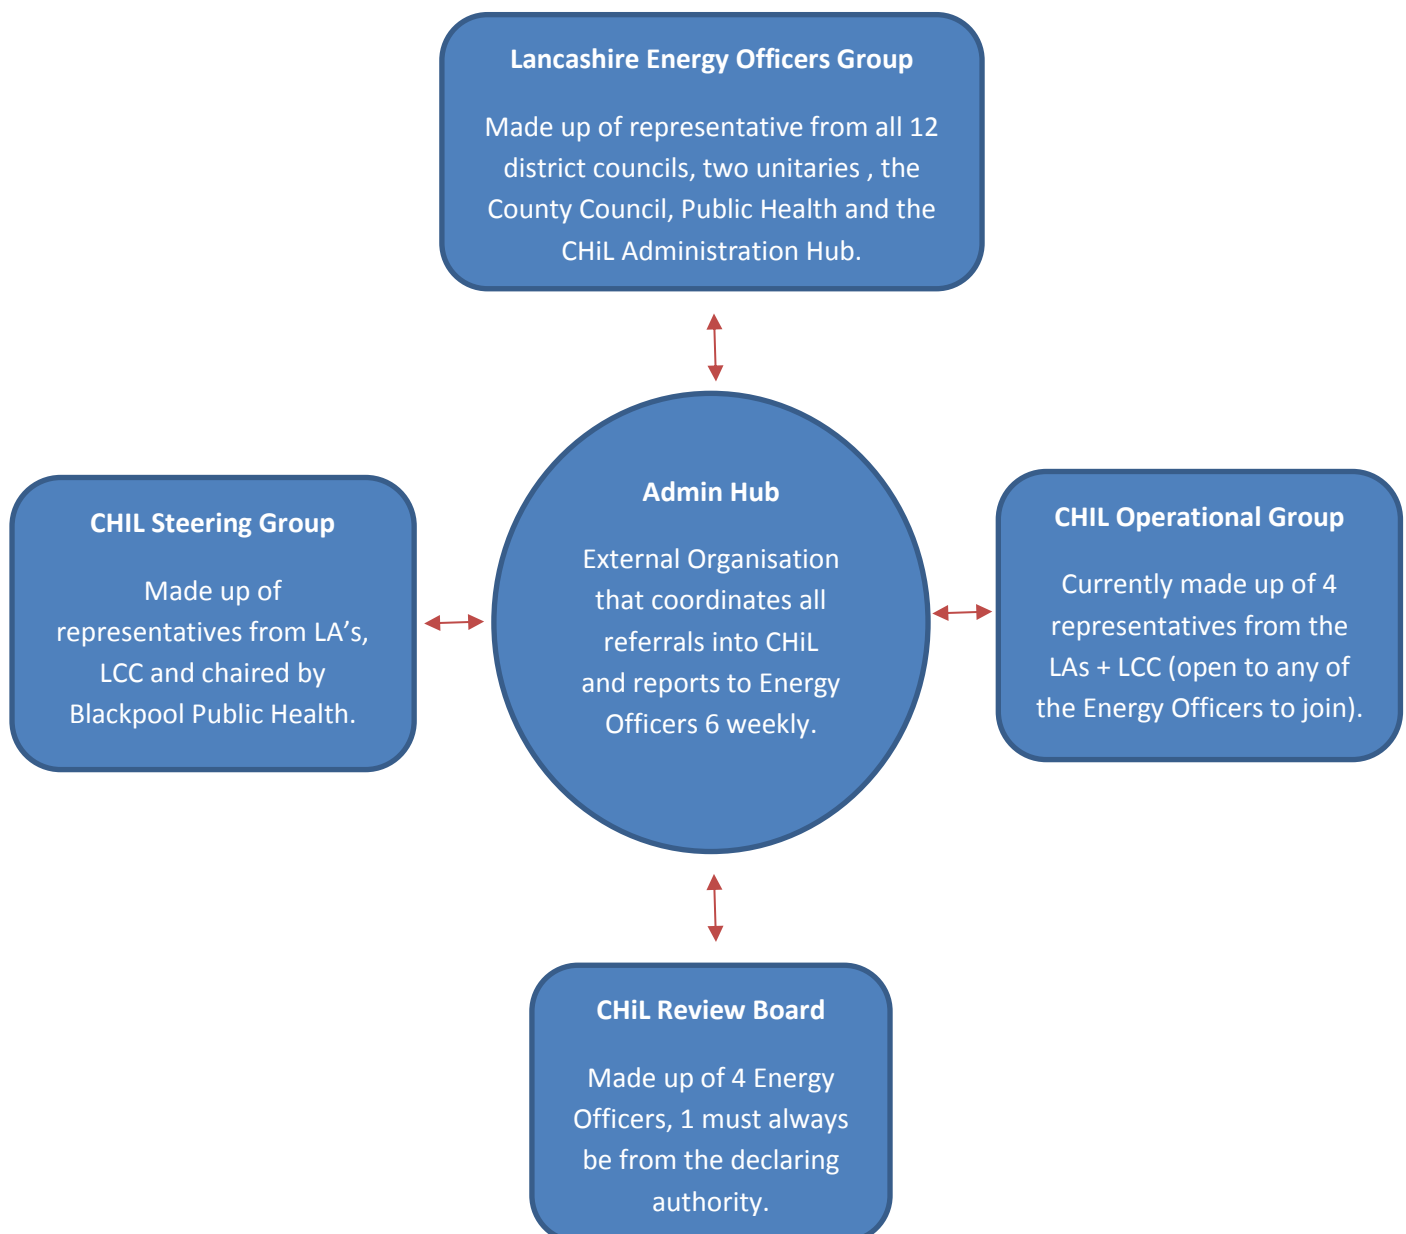 Lancashire Energy Officers Group
Made up of representative from all 12
district councils, two unitaries , the
County Council, Public Health and the
CHiL Administration Hub.
CHIL Steering Group
Made up of
representatives from LA’s,
LCC and chaired by
Blackpool Public Health.
Admin Hub
External Organisation
that coordinates all
referrals into CHiL
and reports to Energy
Officers 6 weekly.
CHIL Operational Group
Currently made up of 4
representatives from the
LAs + LCC (open to any of
the Energy Officers to join).
CHiL Review Board
Made up of 4 Energy
Officers, 1 must always
be from the declaring
authority.